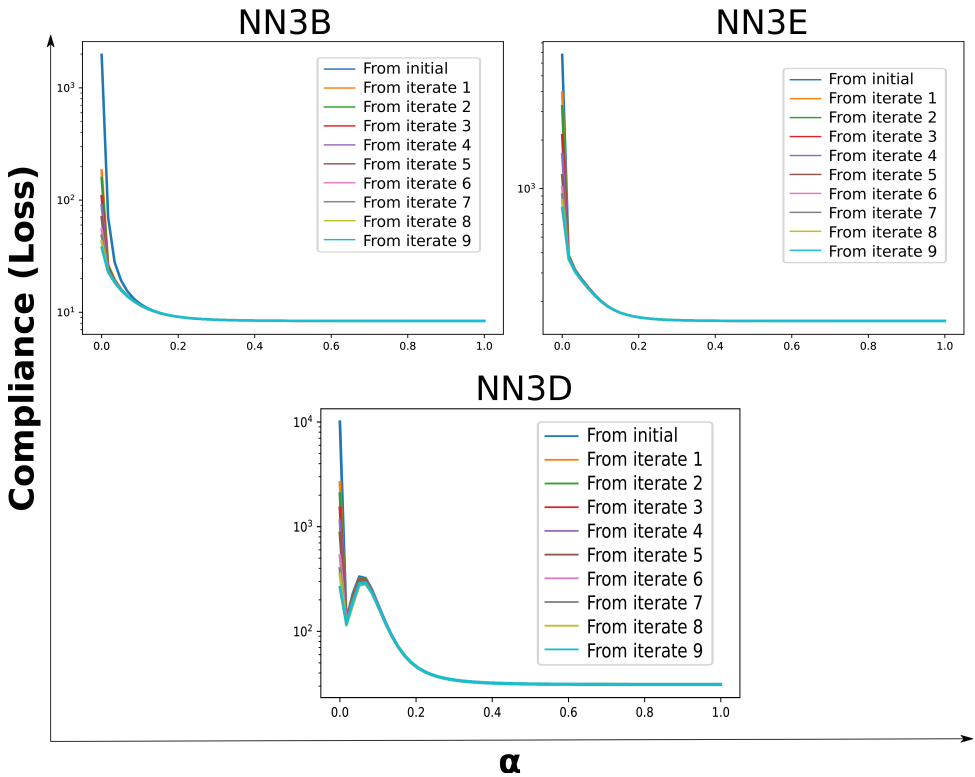 NN3B
NN3E
Compliance (Loss)
10³
10²
10¹
From initial
From iterate 1
From iterate 2
From iterate 3
From iterate 4
From iterate 5
From iterate 6
From iterate 7
From iterate 8
From iterate 9
0.0 0.2 0.4 0.6 0.8 1.0
10³
From initial
From iterate 1
From iterate 2
From iterate 3
From iterate 4
From iterate 5
From iterate 6
From iterate 7
From iterate 8
From iterate 9
0.0 0.2 0.4 0.6 0.8 1.0
NN3D
10⁴
10³
10²
From initial
From iterate 1
From iterate 2
From iterate 3
From iterate 4
From iterate 5
From iterate 6
From iterate 7
From iterate 8
From iterate 9
0.0 0.2 0.4 0.6 0.8 1.0
α